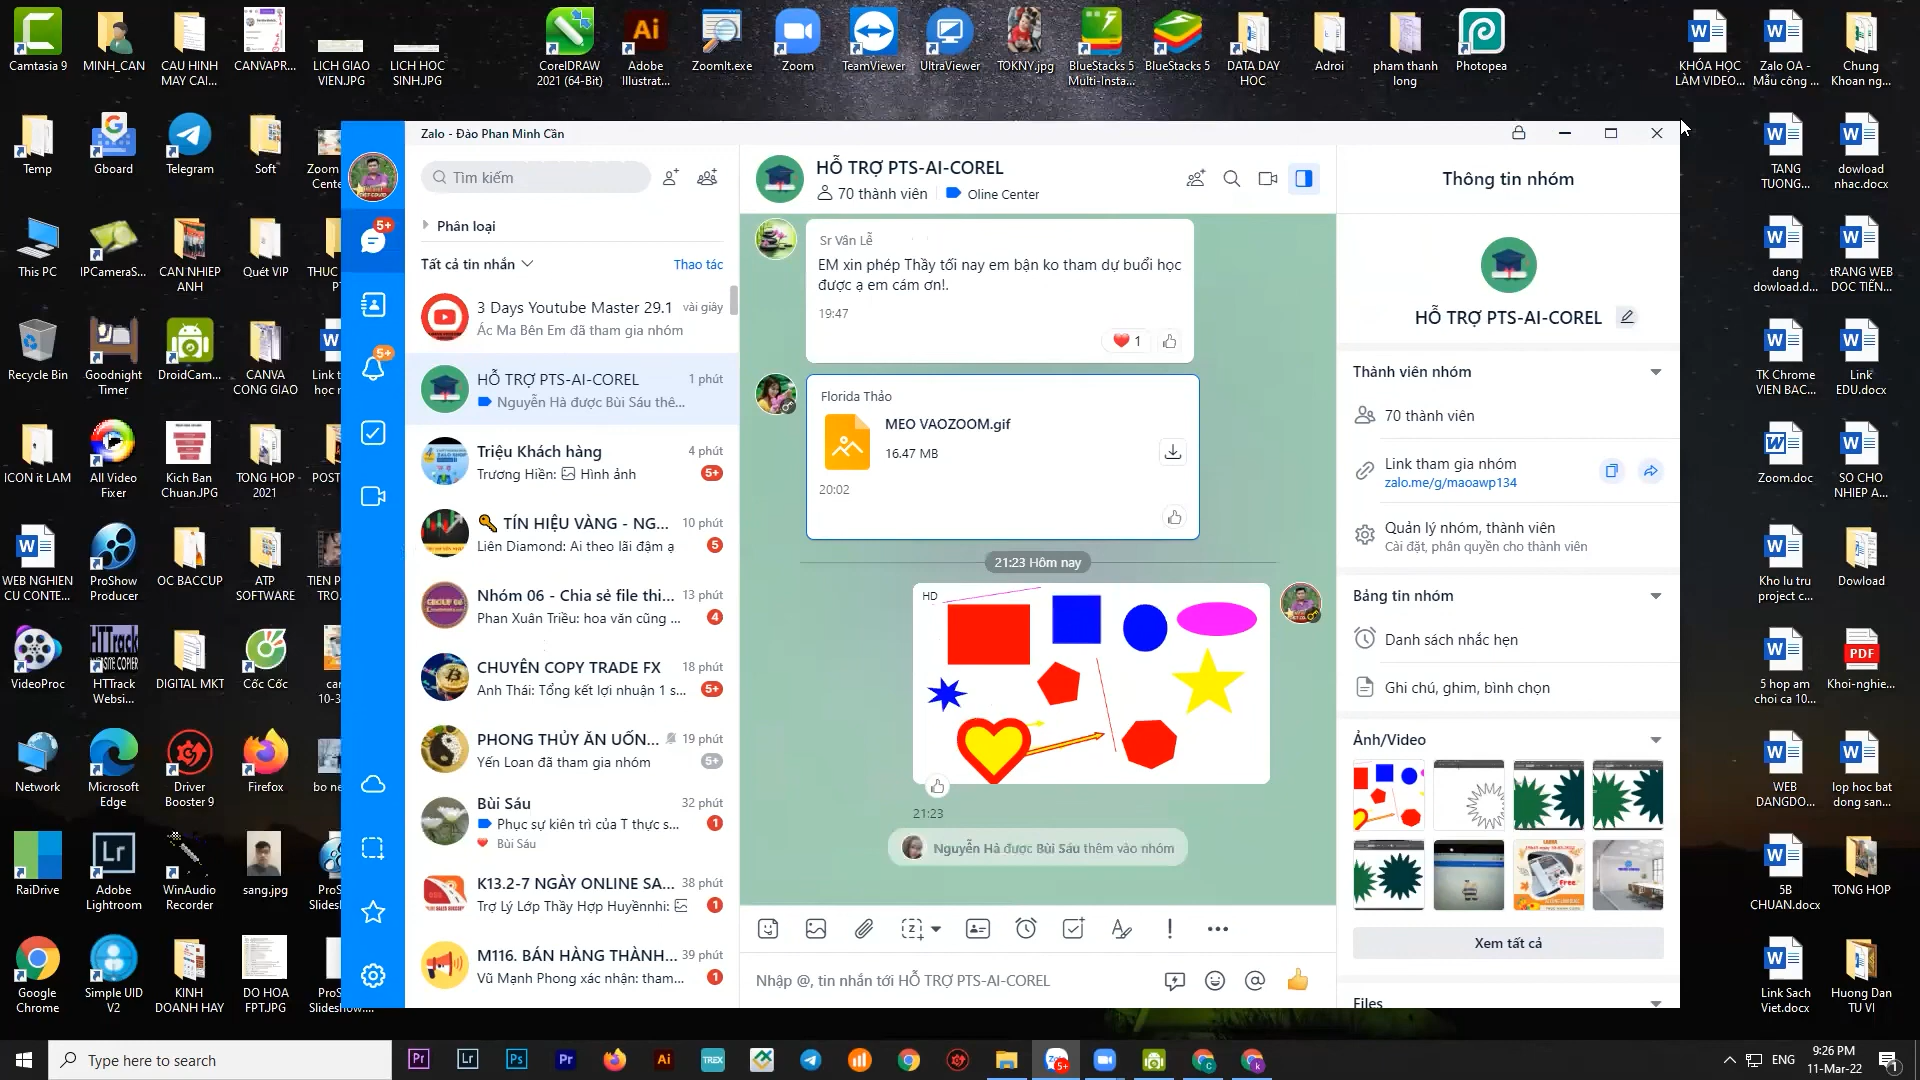 Camtasia 9
MINH_CAN
CAU HINH MAY CAI...
CANVAPR...
LICH GIAO VIEN.JPG
LICH HOC SINH.JPG
CorelDRAW 2021 (64-Bit)
Adobe Illustrat...
ZoomIt.exe
Zoom
TeamViewer
UltraViewer
TOKNY.jpg
BlueStacks 5 Multi-Insta...
BlueStacks 5
DATA DAY HOC
Adroi
pham thanh long
Photopea
KHÓA HỌC LÀM VIDEO...
Zalo OA - Mẫu công ...
Chung Khoan ng...
Temp
Gboard
Telegram
Soft
Zoom Cente
TANG TUONG...
dowload nhac.docx
This PC
IPCameraS...
CAN NHIEP ANH
Quét VIP
THUC
dang dowload.d...
tRANG WEB DOC TIẾN...
Recycle Bin
Goodnight Timer
DroidCam...
CANVA CONG GIAO
TK Chrome VIEN BAC...
Link EDU.docx
ICON it LAM
All Video Fixer
Kich Ban Chuan.JPG
TONG HOP 2021
POST
Zoom.doc
SO CHO NHIEP A...
WEB NGHIEN CU CONTE...
ProShow Producer
OC BACCUP
ATP SOFTWARE
TIEN P TRO.
Kho lu tru project c...
Dowload
VideoProc
HTTrack Websi...
DIGITAL MKT
Cốc Cốc
5 hop am choi ca 10...
Khoi-nghie...
Network
Microsoft Edge
Driver Booster 9
Firefox
bo ne
WEB DANGDO...
lop hoc bat dong san...
RaiDrive
Adobe Lightroom
WinAudio Recorder
sang.jpg
5B CHUAN.docx
TONG HOP
Google Chrome
Simple UID V2
KINH DOANH HAY
DO HOA FPT.JPG
Link Sach Viet.docx
Huong Dan TU VI
Zalo - Đào Phan Minh Cần
Tìm kiếm
Phân loại
Tất cả tin nhắn
Thao tác
3 Days Youtube Master 29.1 vài giây
Ác Ma Bên Em đã tham gia nhóm
HỖ TRỢ PTS-AI-COREL 1 phút
Nguyễn Hà được Bùi Sáu thê...
Triệu Khách hàng 4 phút
Trương Hiền: Hình ảnh 5+
TÍN HIỆU VÀNG - NG... 10 phút
Liên Diamond: Ai theo lãi đậm ạ 5
Nhóm 06 - Chia sẻ file thi... 13 phút
Phan Xuân Triều: hoa văn cũng ... 4
CHUYÊN COPY TRADE FX 18 phút
Anh Thái: Tổng kết lợi nhuận 1 s... 5+
PHONG THỦY ĂN UỐN... 19 phút
Yến Loan đã tham gia nhóm 5+
Bùi Sáu 32 phút
Phục sự kiên trì của T thực s... 1
Bùi Sáu
K13.2-7 NGÀY ONLINE SA... 38 phút
Trợ Lý Lớp Thầy Hợp Huyềnnhi: 1
M116. BÁN HÀNG THÀNH... 39 phút
Vũ Mạnh Phong xác nhận: tham... 1
HỖ TRỢ PTS-AI-COREL
70 thành viên Oline Center
Sr Vân Lễ
EM xin phép Thầy tối nay em bận ko tham dự buổi học
được ạ em cám ơn!.
19:47
1
Florida Thảo
MEO VAOZOOM.gif
16.47 MB
20:02
21:23 Hôm nay
HD
21:23
Nguyễn Hà được Bùi Sáu thêm vào nhóm
Nhập @, tin nhắn tới HỖ TRỢ PTS-AI-COREL
Thông tin nhóm
HỖ TRỢ PTS-AI-COREL
Thành viên nhóm
70 thành viên
Link tham gia nhóm
zalo.me/g/maoawp134
Quản lý nhóm, thành viên
Cài đặt, phân quyền cho thành viên
Bảng tin nhóm
Danh sách nhắc hẹn
Ghi chú, ghim, bình chọn
Ảnh/Video
Xem tất cả
Files
Type here to search
ENG
9:26 PM
11-Mar-22